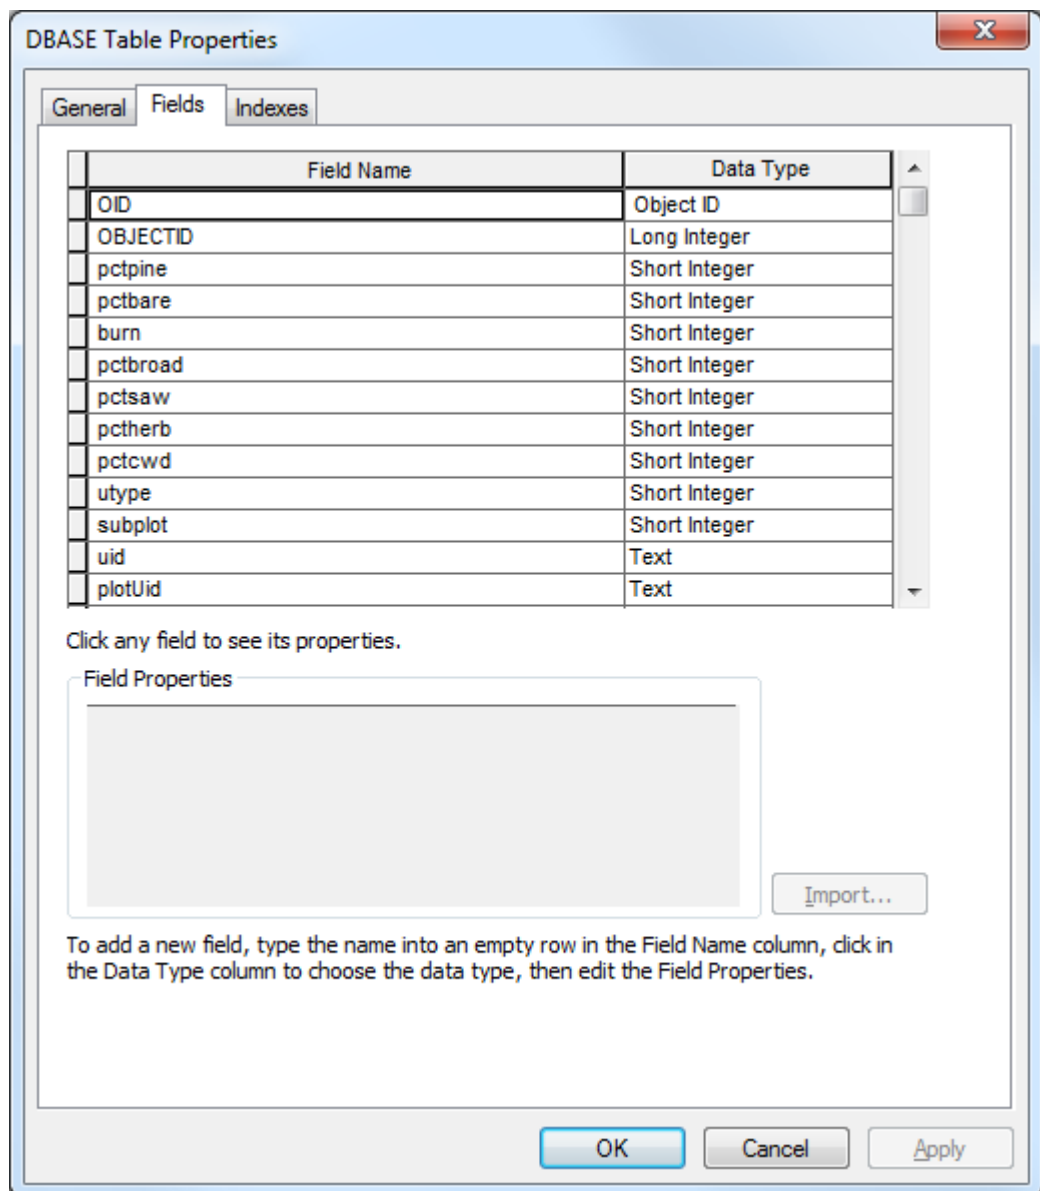 DBASE Table Properties
General Fields Indexes
Field Name Data Type
OID Object ID
OBJECTID Long Integer
pctpine Short Integer
pctbare Short Integer
burn Short Integer
pctbroad Short Integer
pctsaw Short Integer
pctherb Short Integer
pctcwd Short Integer
utype Short Integer
subplot Short Integer
uid Text
plotUid Text
Click any field to see its properties.
Field Properties
Import...
To add a new field, type the name into an empty row in the Field Name column, click in
the Data Type column to choose the data type, then edit the Field Properties.
OK Cancel Apply